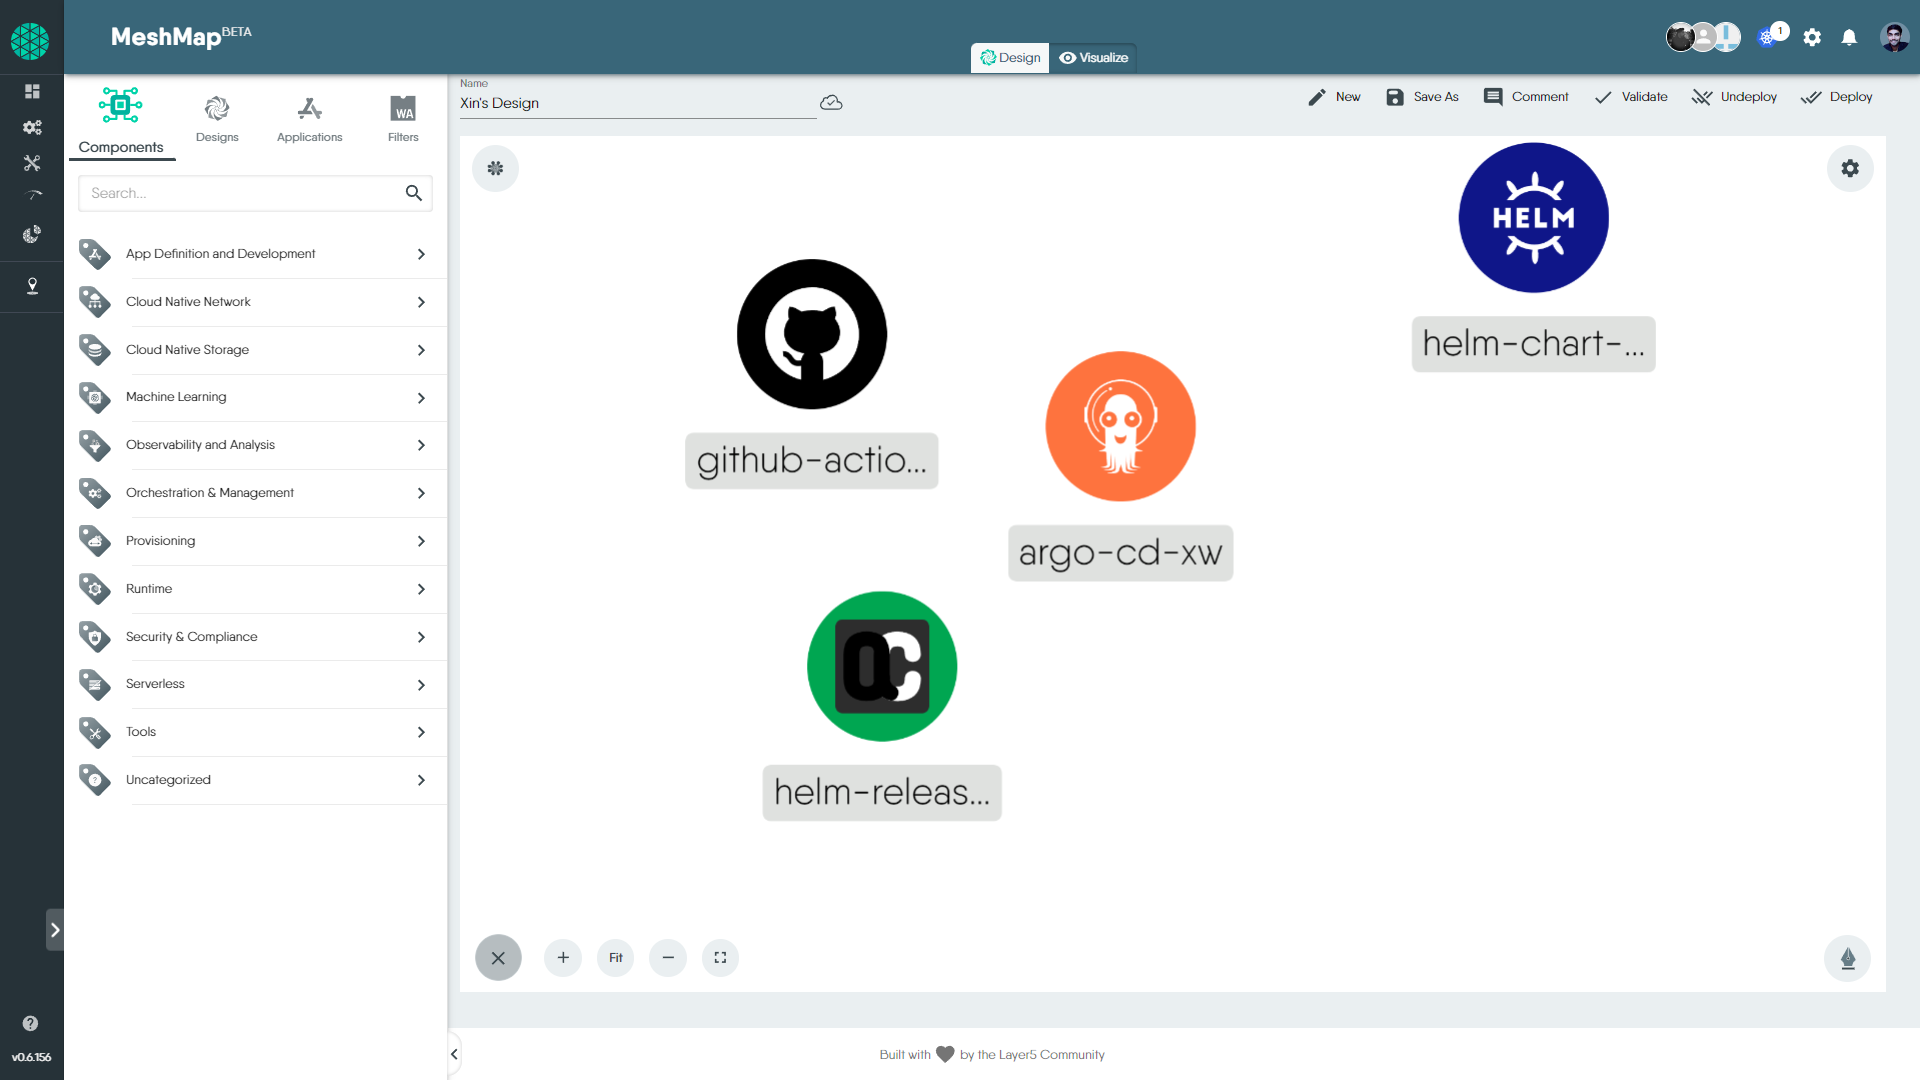 MeshMap BETA
1
Design
Visualize
Components
Designs
Applications
WA
Filters
Search...
App Definition and Development
Cloud Native Network
Cloud Native Storage
Machine Learning
Observability and Analysis
Orchestration & Management
Provisioning
Runtime
Security & Compliance
Serverless
Tools
? Uncategorized
Name
Xin's Design
New
Save As
Comment
Validate
Undeploy
Deploy
HELM
helm-chart-...
github-actio...
argo-cd-xw
QC
helm-releas...
Fit
?
v0.6.156
Built with by the Layer5 Community